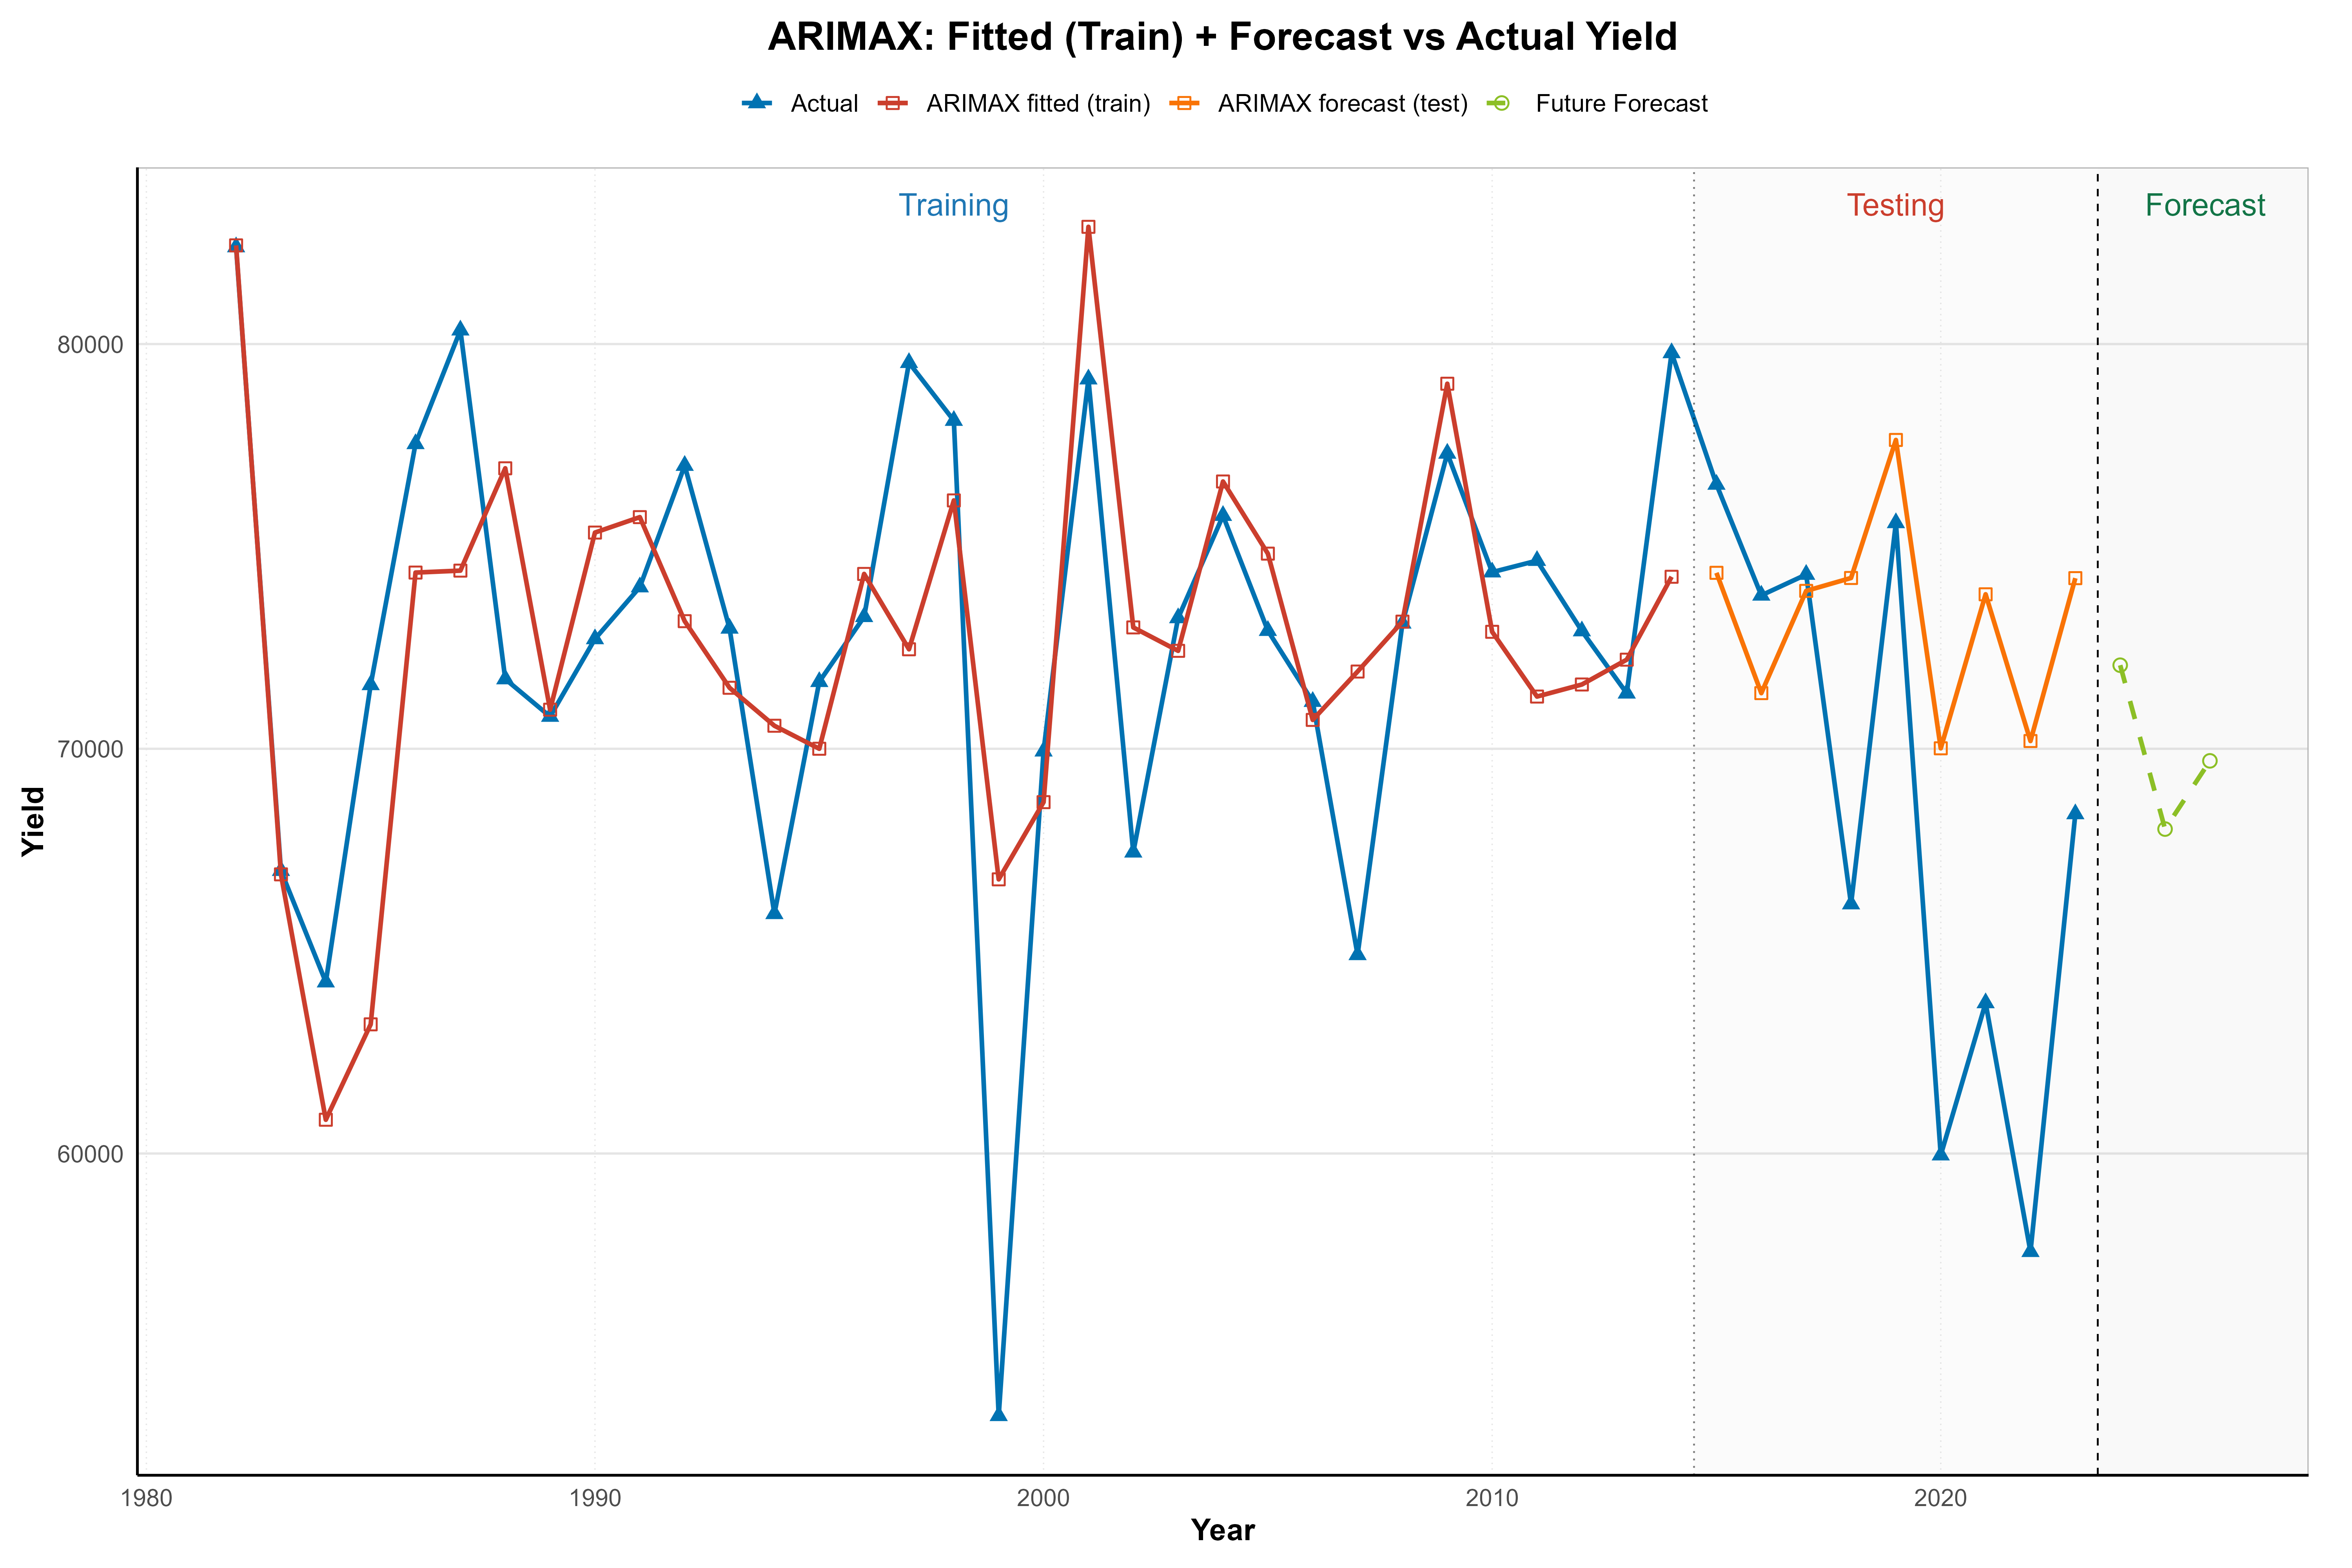 ARIMAX: Fitted (Train) + Forecast vs Actual Yield
Actual ARIMAX fitted (train) ARIMAX forecast (test) Future Forecast
Training Testing Forecast
80000
70000
60000
Yield
1980 1990 2000 2010 2020
Year